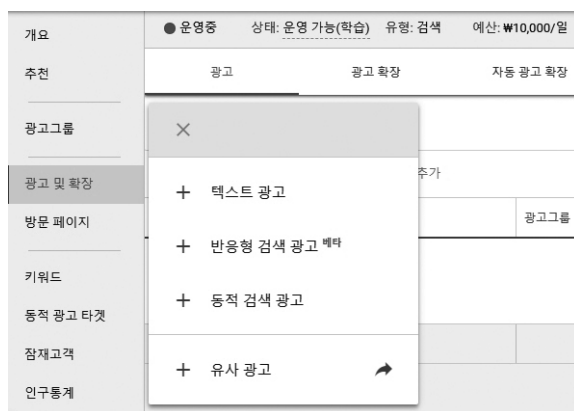 개요
운영중 상태: 운영 가능(학습) 유형: 검색 예산: ₩10,000/일
추천
광고 광고 확장 자동 광고 확장
광고그룹
광고 및 확장
추가
텍스트 광고
방문 페이지
광고그룹
반응형 검색 광고 베타
키워드
동적 검색 광고
동적 광고 타겟
잠재고객
유사 광고
인구통계